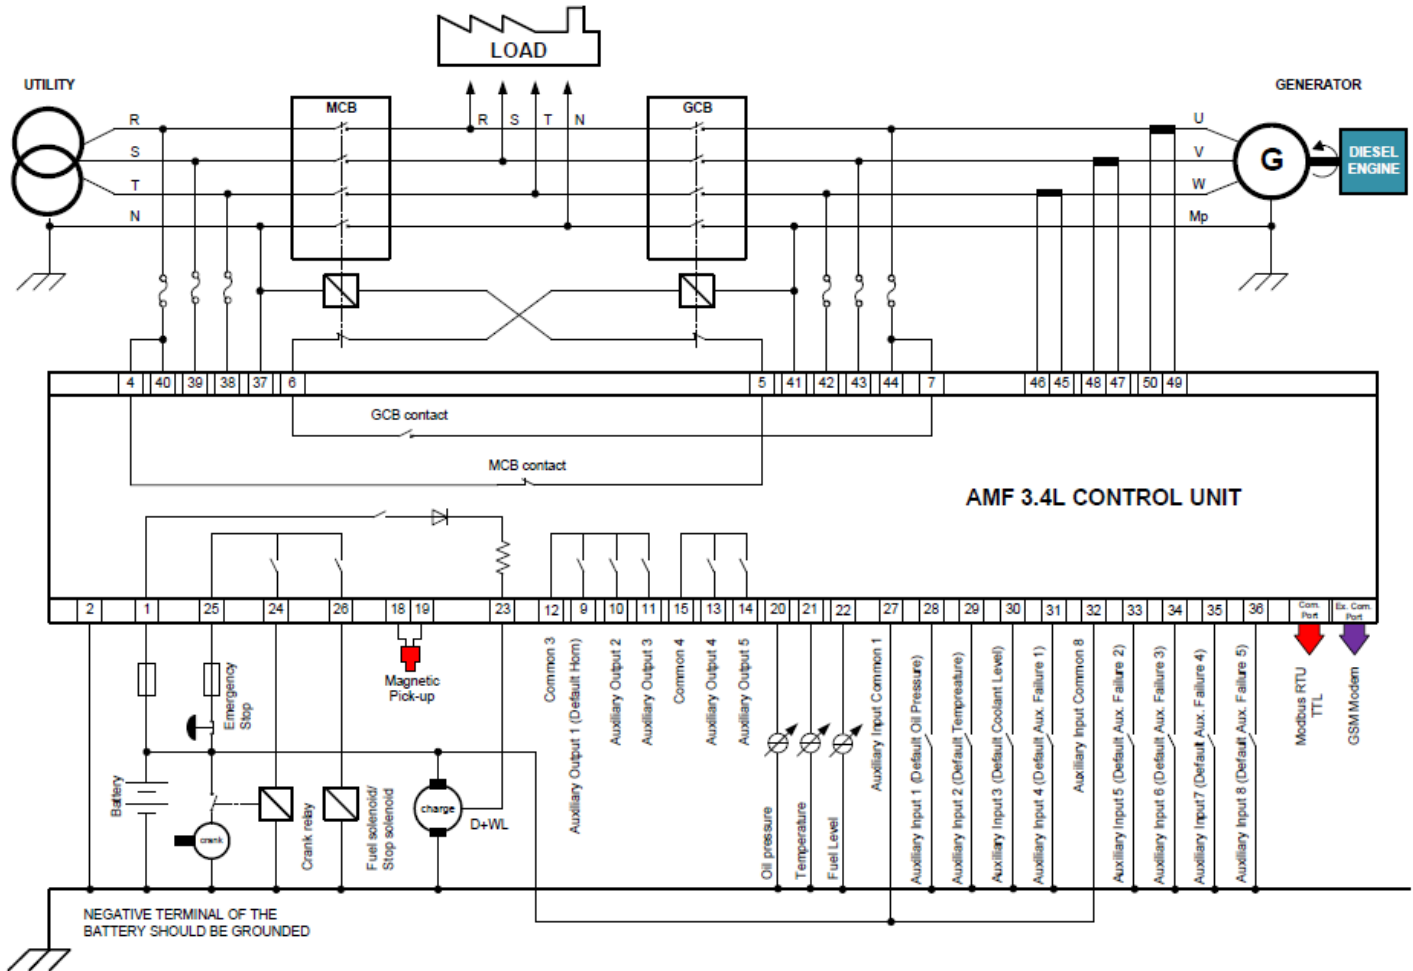 LOAD
UTILITY
GENERATOR
MCB
GCB
R
S
T
N
R S T N
U
V
W
Mp
G
DIESEL
ENGINE
4 40 39 38 37 6 5 41 42 43 44 7 46 45 48 47 50 49
GCB contact
MCB contact
AMF 3.4L CONTROL UNIT
2 1 25 24 26 18 19 23 12 9 10 11 15 13 14 20 21 22 27 28 29 30 31 32 33 34 35 36
Com.
Port
Ex. Com.
Port
Emergency
Stop
Magnetic
Pick-up
Battery
crank
Crank relay
Fuel solenoid/
Stop solenoid
charge
D+WL
Common 3
Auxiliary Output 1 (Default Horn)
Auxiliary Output 2
Auxiliary Output 3
Common 4
Auxiliary Output 4
Auxiliary Output 5
Oil pressure
Temperature
Fuel Level
Auxiliary Input Common 1
Auxiliary Input 1 (Default Oil Pressure)
Auxiliary Input 2 (Default Tempreature)
Auxiliary Input 3 (Default Coolant Level)
Auxiliary Input 4 (Default Aux. Failure 1)
Auxiliary Input Common 8
Auxiliary Input 5 (Default Aux. Failure 2)
Auxiliary Input 6 (Default Aux. Failure 3)
Auxiliary Input7 (Default Aux. Failure 4)
Auxiliary Input 8 (Default Aux. Failure 5)
Modbus RTU
TTL
GSM Modem
NEGATIVE TERMINAL OF THE
BATTERY SHOULD BE GROUNDED